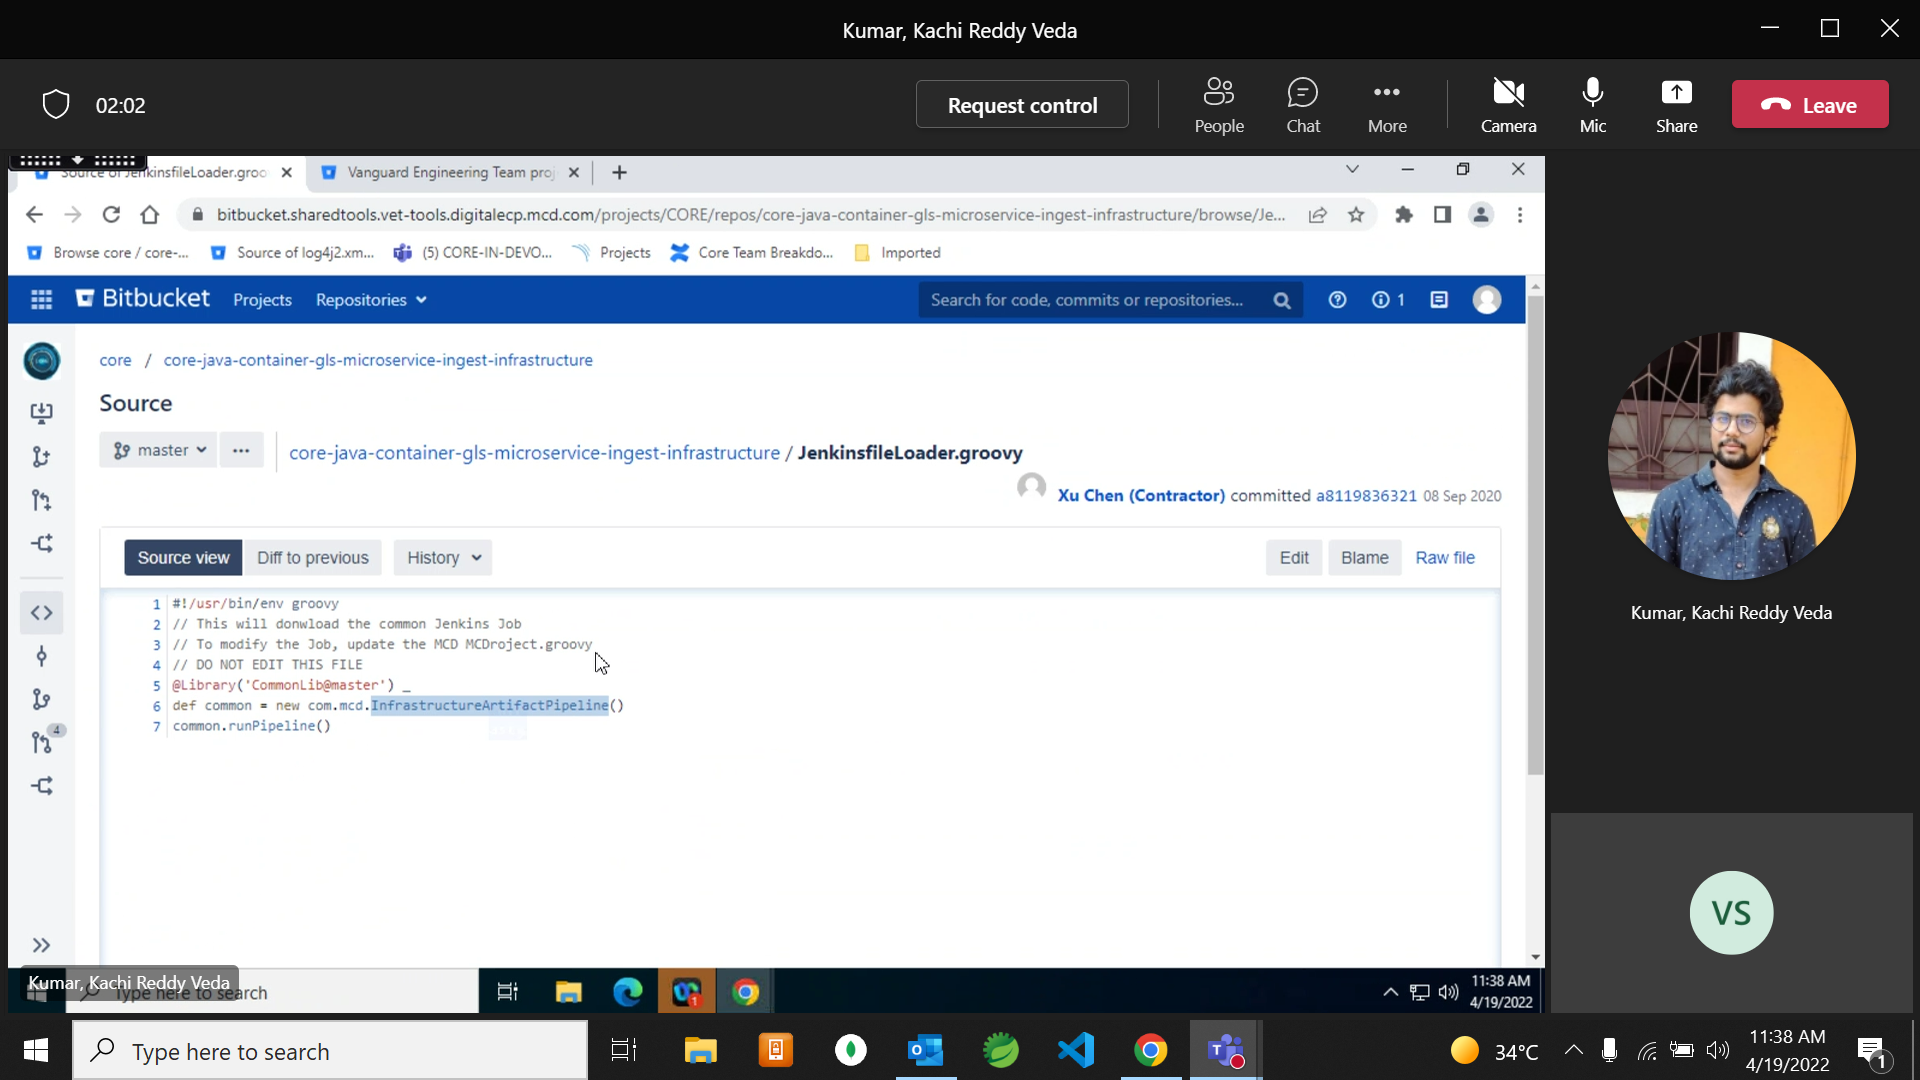 Kumar, Kachi Reddy Veda
02:02
Request control
People
Chat
More
Camera
Mic
Share
Leave
Source of JenkinsfileLoader.groo
Vanguard Engineering Team proj
bitbucket.sharedtools.vet-tools.digitalecp.mcd.com/projects/CORE/repos/core-java-container-gls-microservice-ingest-infrastructure/browse/Je...
Browse core / core-...
Source of log4j2.xm...
(5) CORE-IN-DEVO...
Projects
Core Team Breakdo...
Imported
Bitbucket
Projects
Repositories
Search for code, commits or repositories...
1
core / core-java-container-gls-microservice-ingest-infrastructure
Source
master
core-java-container-gls-microservice-ingest-infrastructure / JenkinsfileLoader.groovy
Xu Chen (Contractor) committed a8119836321 08 Sep 2020
Source view
Diff to previous
History
Edit
Blame
Raw file
1 #!/usr/bin/env groovy
2 // This will donwload the common Jenkins Job
3 // To modify the Job, update the MCD MCDroject.groovy
4 // DO NOT EDIT THIS FILE
5 @Library('CommonLib@master') _
6 def common = new com.mcd.InfrastructureArtifactPipeline()
7 common.runPipeline()
4
Kumar, Kachi Reddy Veda
Kumar, Kachi Reddy Veda
Type here to search
1
11:38 AM
4/19/2022
VS
Type here to search
34°C
11:38 AM
4/19/2022
1